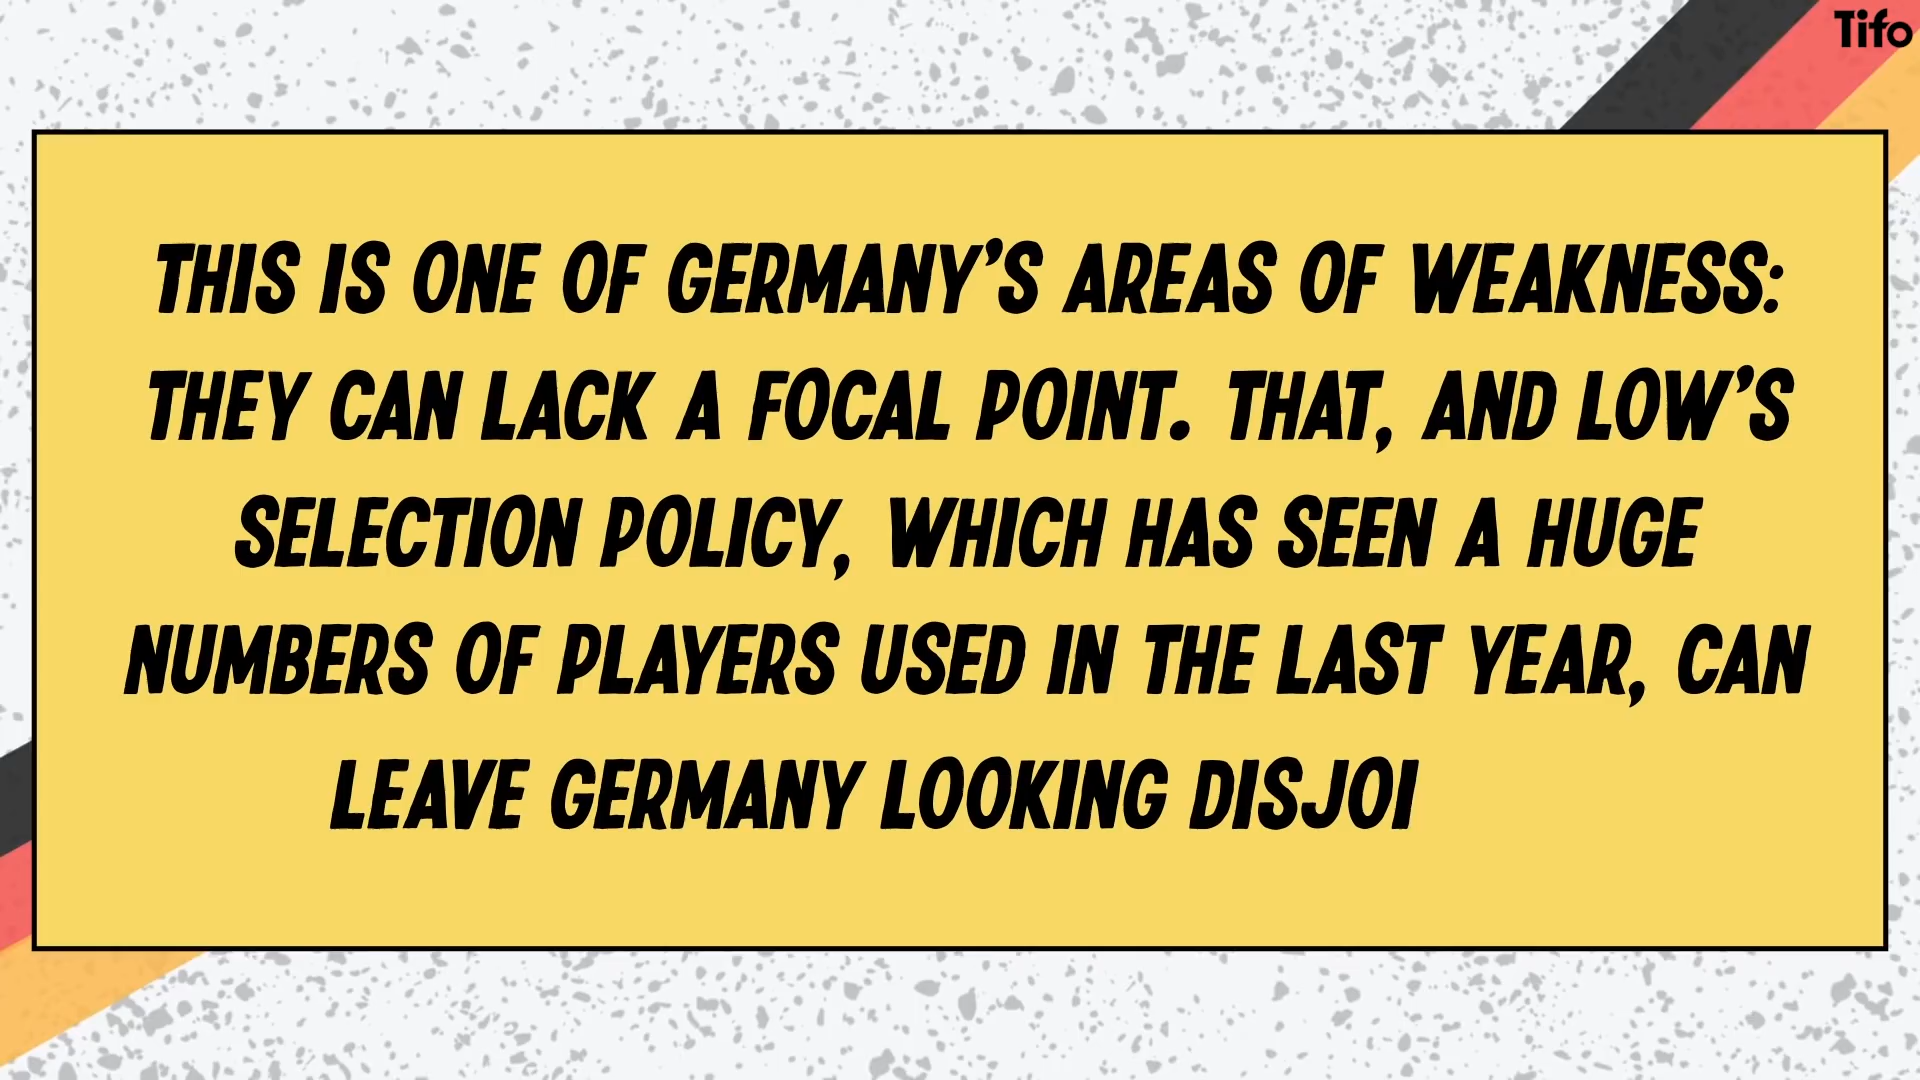 Tifo
THIS IS ONE OF GERMANY'S AREAS OF WEAKNESS:
THEY CAN LACK A FOCAL POINT. THAT, AND LOW'S
SELECTION POLICY, WHICH HAS SEEN A HUGE
NUMBERS OF PLAYERS USED IN THE LAST YEAR, CAN
LEAVE GERMANY LOOKING DISJOI